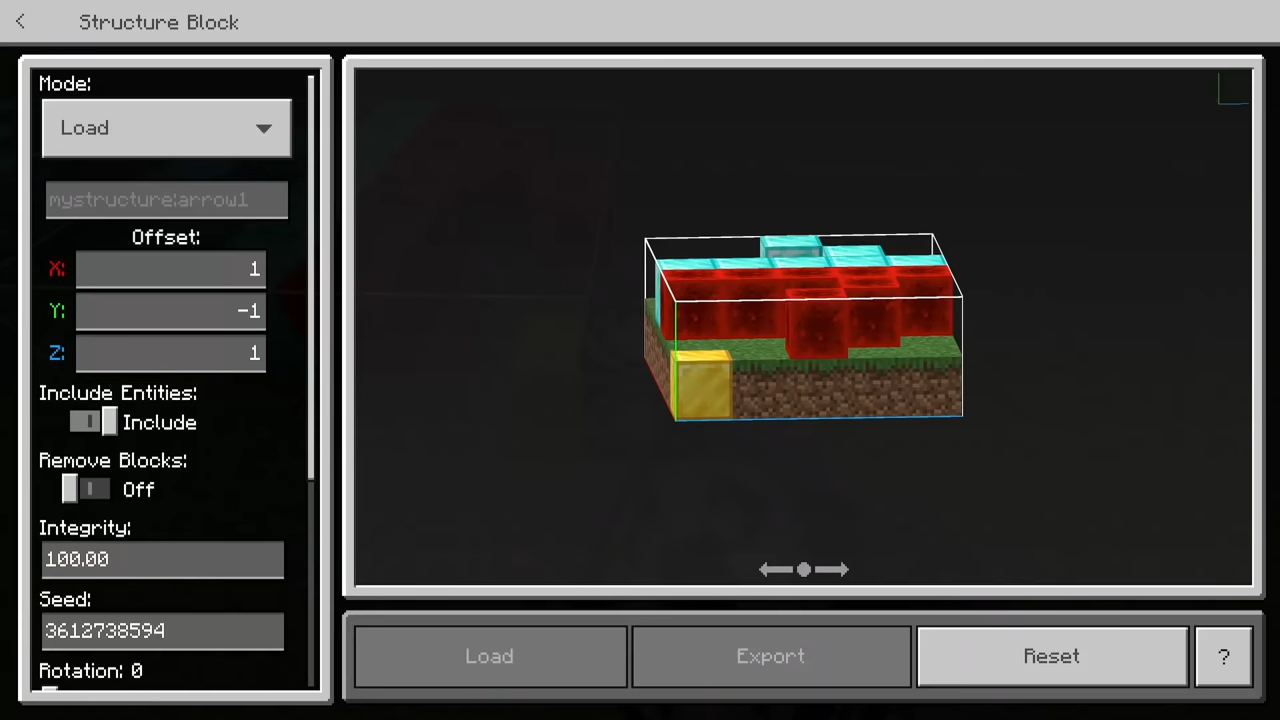 Structure Block
Mode:
Load
mystructure:arrow1
Offset:
X: 1
Y: -1
Z: 1
Include Entities:
Include
Remove Blocks:
Off
Integrity:
100.00
Seed:
3612738594
Rotation: 0
Load Export Reset ?